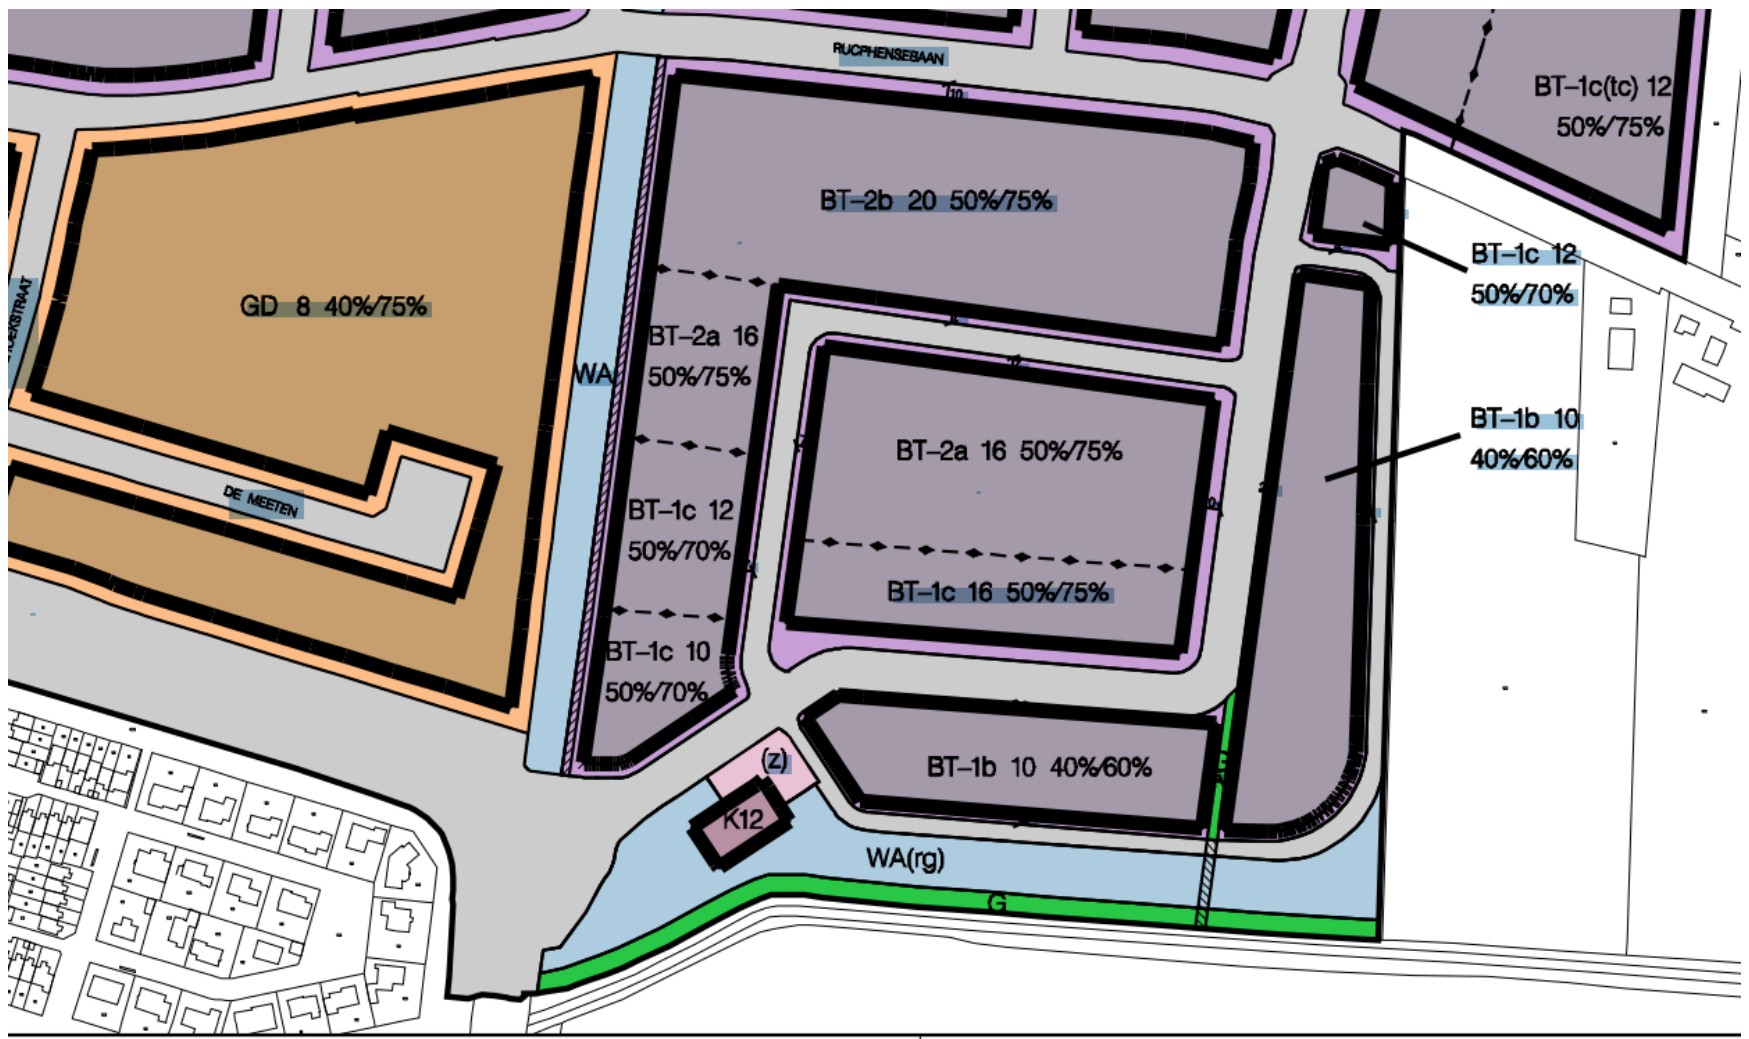 RUCPHENSEBAAN
BT-1c(tc) 12
50%/75%
10
BT-2b 20 50%/75%
BT-1c 12
50%/70%
GD 8 40%/75%
BT-2a 16
50%/75%
WA
BT-1b 10
40%/60%
BT-2a 16 50%/75%
DE MEETEN
BT-1c 12
50%/70%
BT-1c 16 50%/75%
BT-1c 10
50%/70%
(z)
BT-1b 10 40%/60%
G
K12
WA(rg)
G